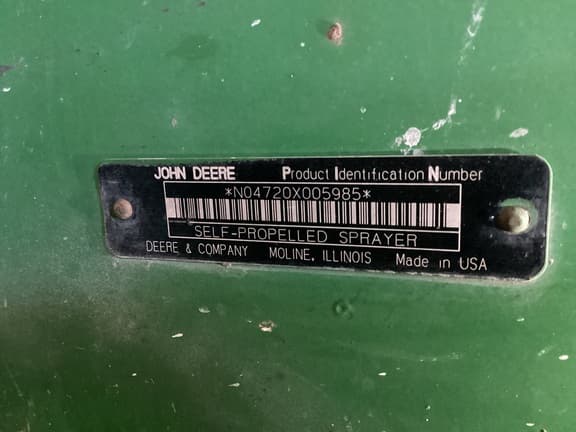 JOHN DEERE Product Identification Number
*N04720X005985*
SELF-PROPELLED SPRAYER
DEERE & COMPANY MOLINE, ILLINOIS Made in USA